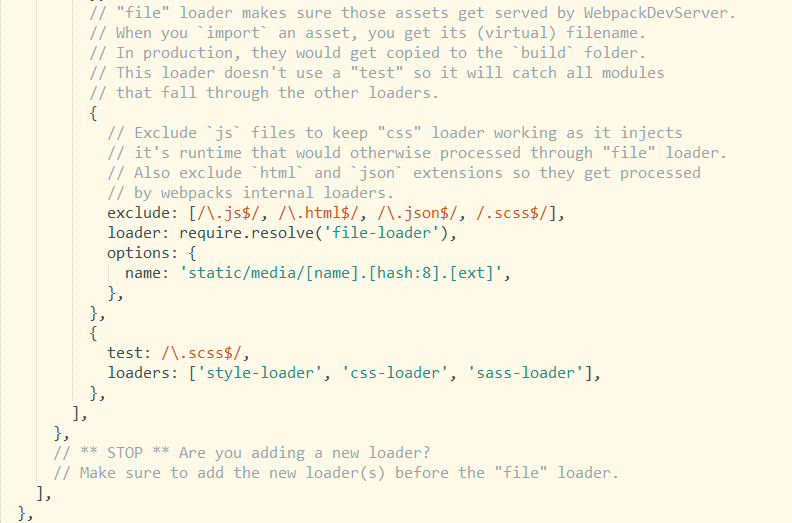 // "file" loader makes sure those assets get served by WebpackDevServer.
// When you `import` an asset, you get its (virtual) filename.
// In production, they would get copied to the `build` folder.
// This loader doesn't use a "test" so it will catch all modules
// that fall through the other loaders.
{
// Exclude `js` files to keep "css" loader working as it injects
// it's runtime that would otherwise processed through "file" loader.
// Also exclude `html` and `json` extensions so they get processed
// by webpacks internal loaders.
exclude: [/\.js$/, /\.html$/, /\.json$/, /.scss$/],
loader: require.resolve('file-loader'),
options: {
name: 'static/media/[name].[hash:8].[ext]',
},
},
{
test: /\.scss$/,
loaders: ['style-loader', 'css-loader', 'sass-loader'],
},
],
},
// ** STOP ** Are you adding a new loader?
// Make sure to add the new loader(s) before the "file" loader.
],
},